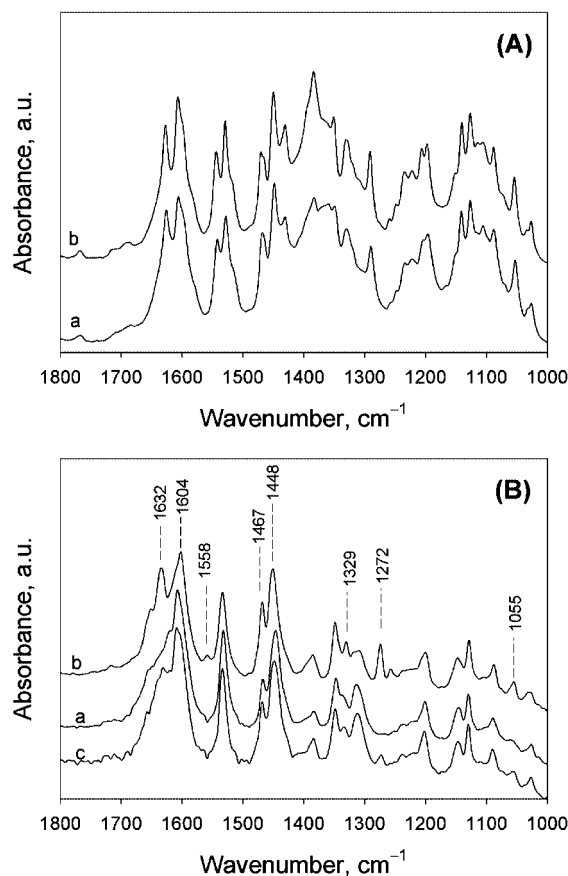 (A)
Absorbance, a.u.
b
a
1800 1700 1600 1500 1400 1300 1200 1100 1000
Wavenumber, cm⁻¹
(B)
1632 1604 1558 1467 1448 1329 1272 1055
Absorbance, a.u.
b
a
c
1800 1700 1600 1500 1400 1300 1200 1100 1000
Wavenumber, cm⁻¹